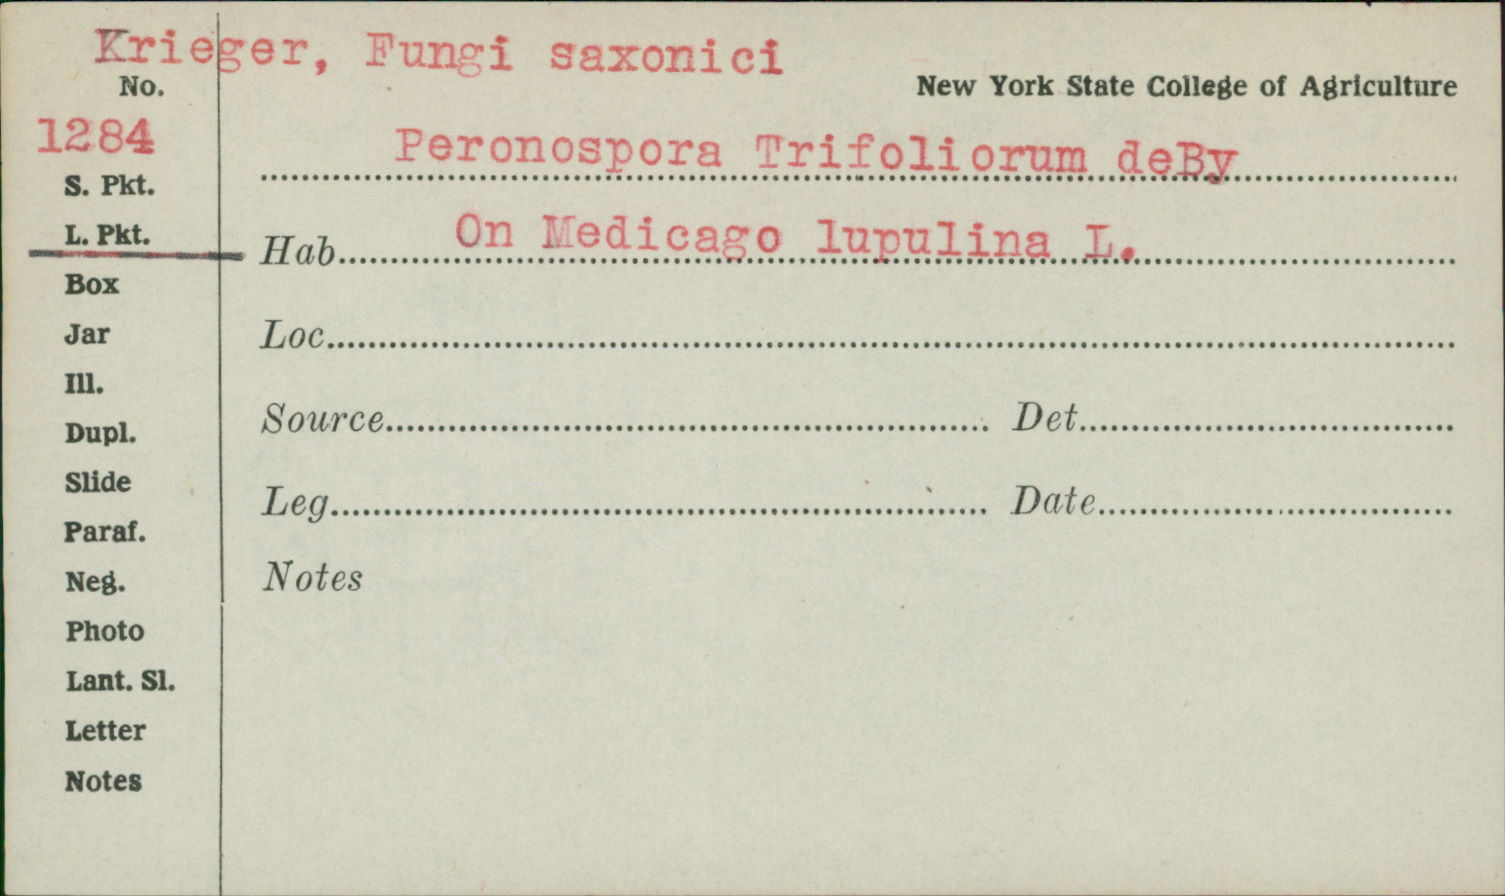 Krieger, Fungi saxonici
No.
New York State College of Agriculture
1284
Peronospora Trifoliorum deBy
S. Pkt.
L. Pkt.
Hab. On Medicago lupulina L.
Box
Jar
Loc.
Ill.
Dupl.
Source Det.
Slide
Leg. Date
Paraf.
Neg.
Notes
Photo
Lant. Sl.
Letter
Notes